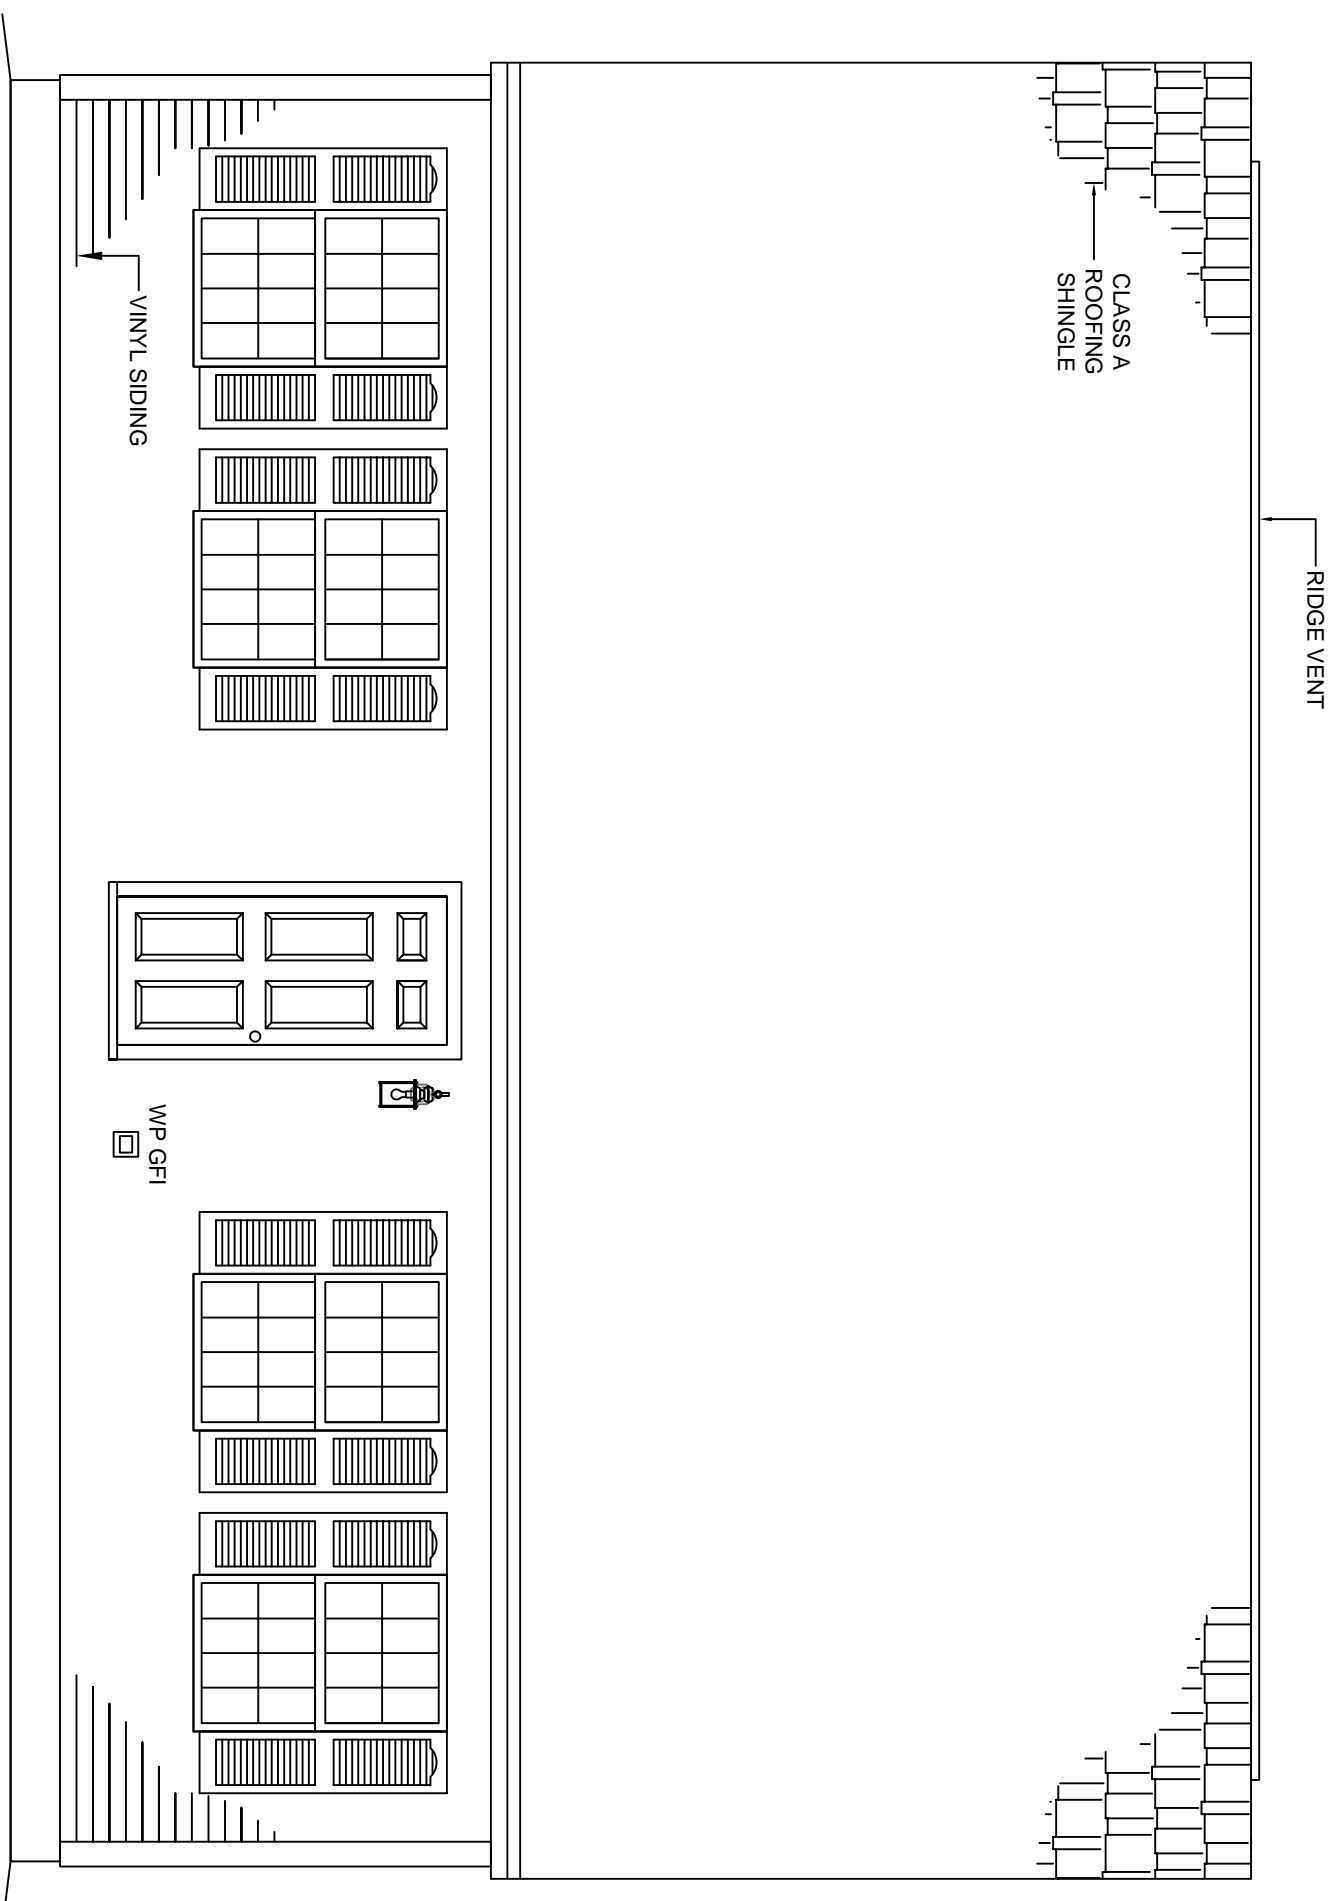 RIDGE VENT
CLASS A
ROOFING
SHINGLE
VINYL SIDING
WP GFI